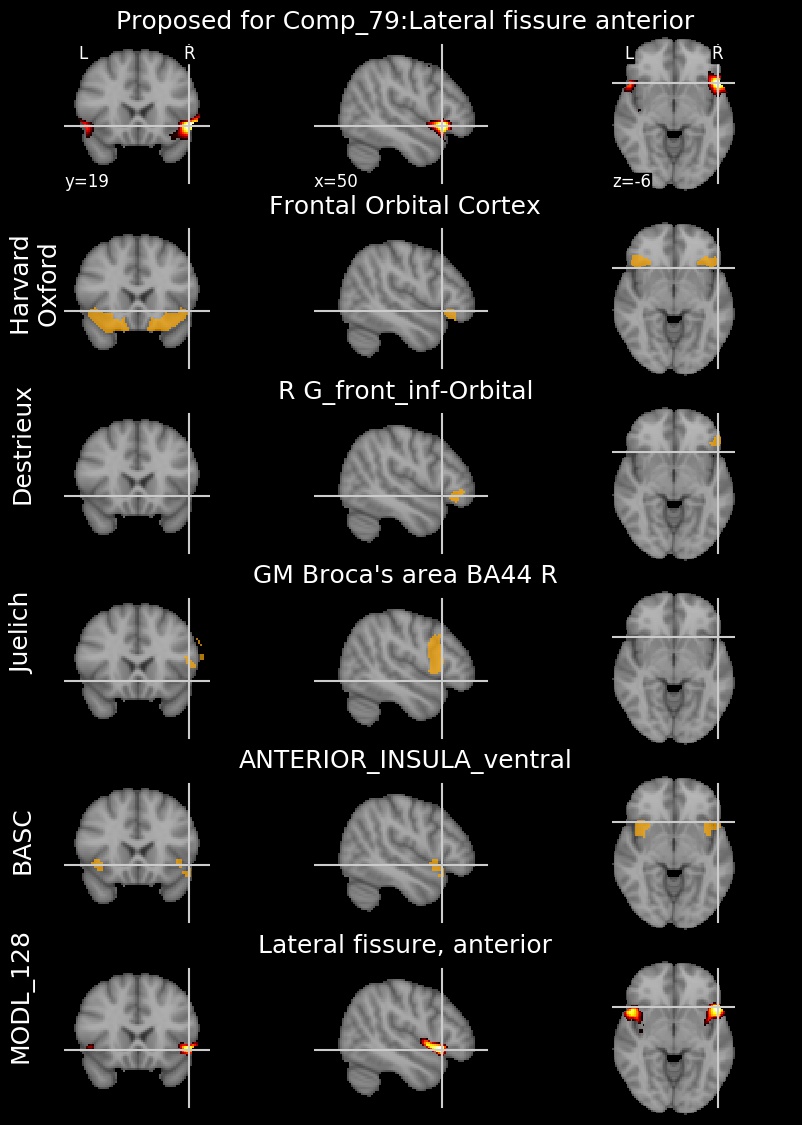 Proposed for Comp_79:Lateral fissure anterior
L R L R
y=19 x=50 z=-6
Frontal Orbital Cortex
Harvard
Oxford
R G_front_inf-Orbital
Destrieux
GM Broca's area BA44 R
Juelich
ANTERIOR_INSULA_ventral
BASC
Lateral fissure, anterior
MODL_128